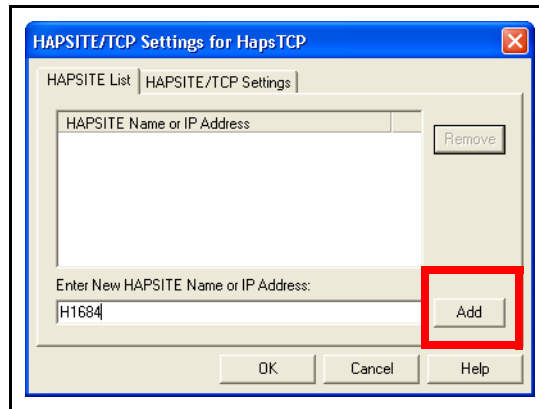 HAPSITE/TCP Settings for HapsTCP
HAPSITE List HAPSITE/TCP Settings
HAPSITE Name or IP Address
Remove
Enter New HAPSITE Name or IP Address:
H1684 Add
OK Cancel Help